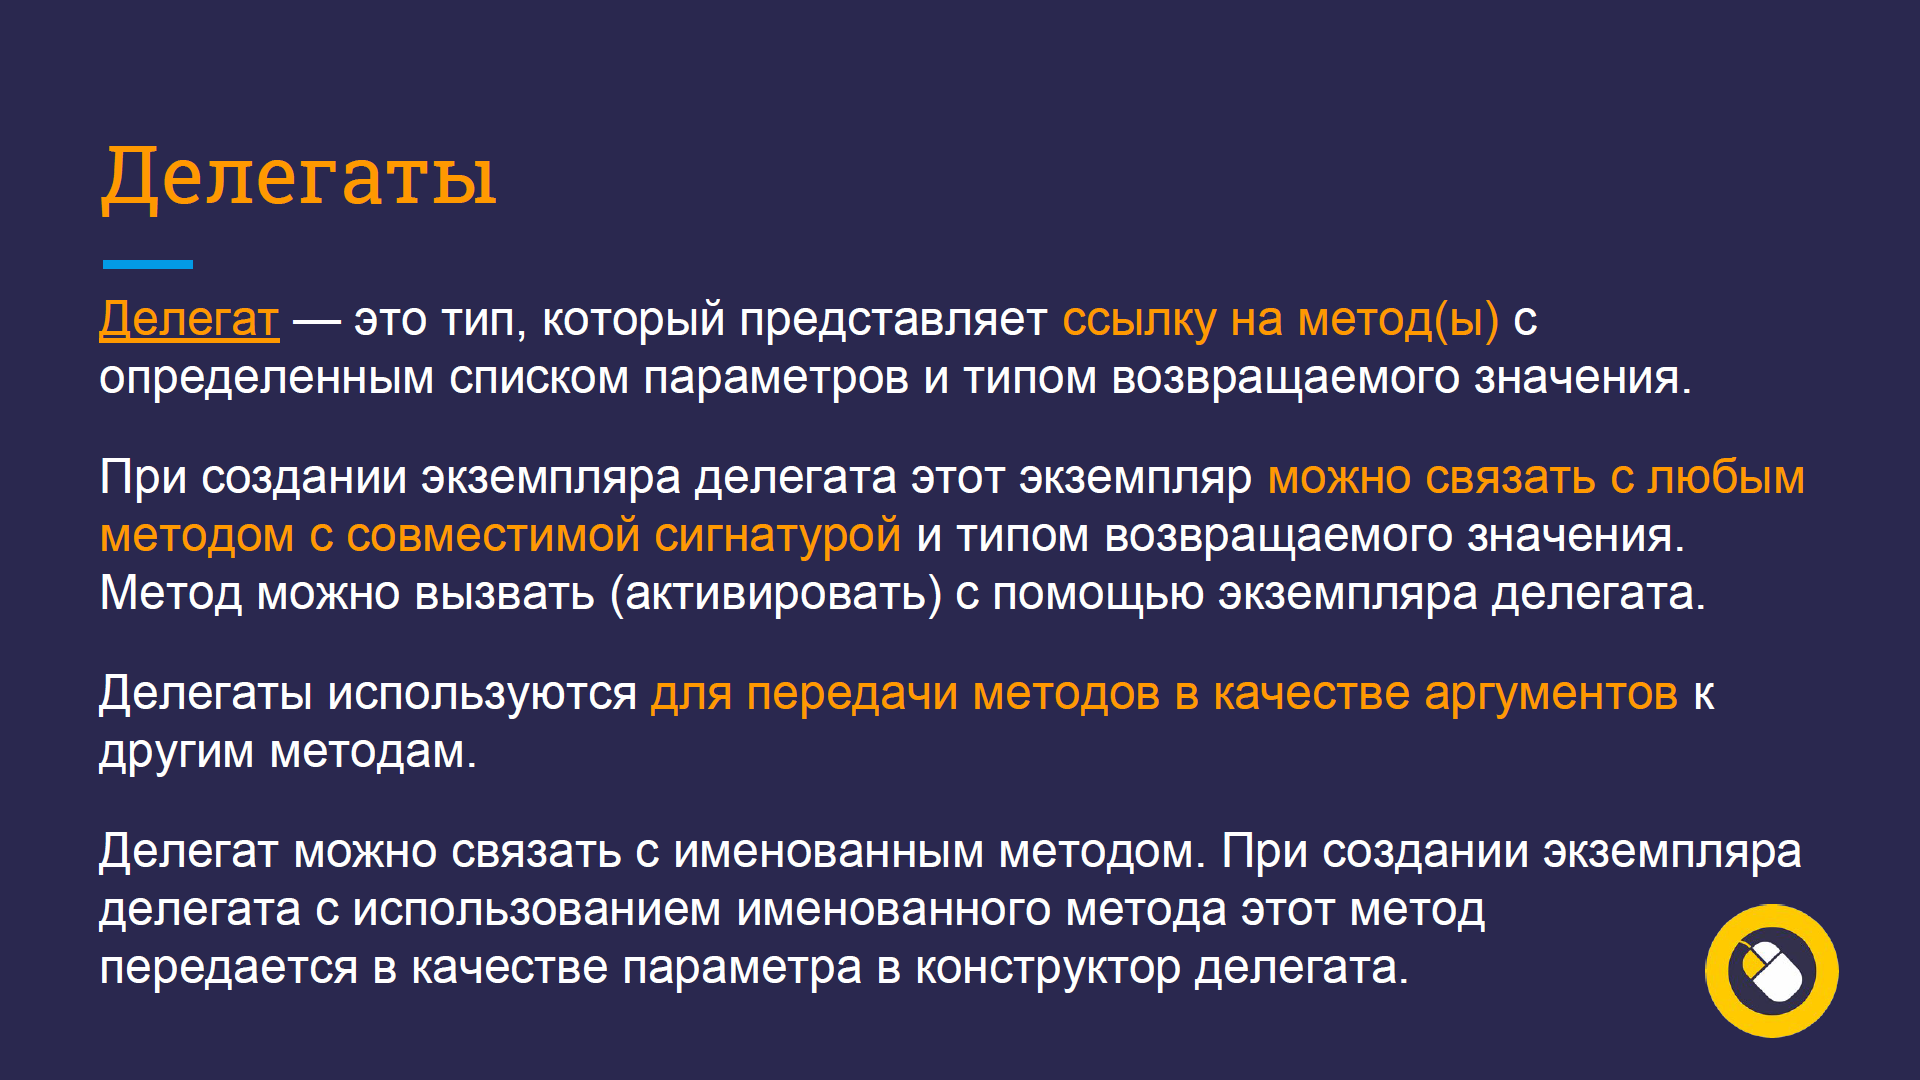 Делегаты
Делегат — это тип, который представляет ссылку на метод(ы) с
определенным списком параметров и типом возвращаемого значения.
При создании экземпляра делегата этот экземпляр можно связать с любым
методом с совместимой сигнатурой и типом возвращаемого значения.
Метод можно вызвать (активировать) с помощью экземпляра делегата.
Делегаты используются для передачи методов в качестве аргументов к
другим методам.
Делегат можно связать с именованным методом. При создании экземпляра
делегата с использованием именованного метода этот метод
передается в качестве параметра в конструктор делегата.